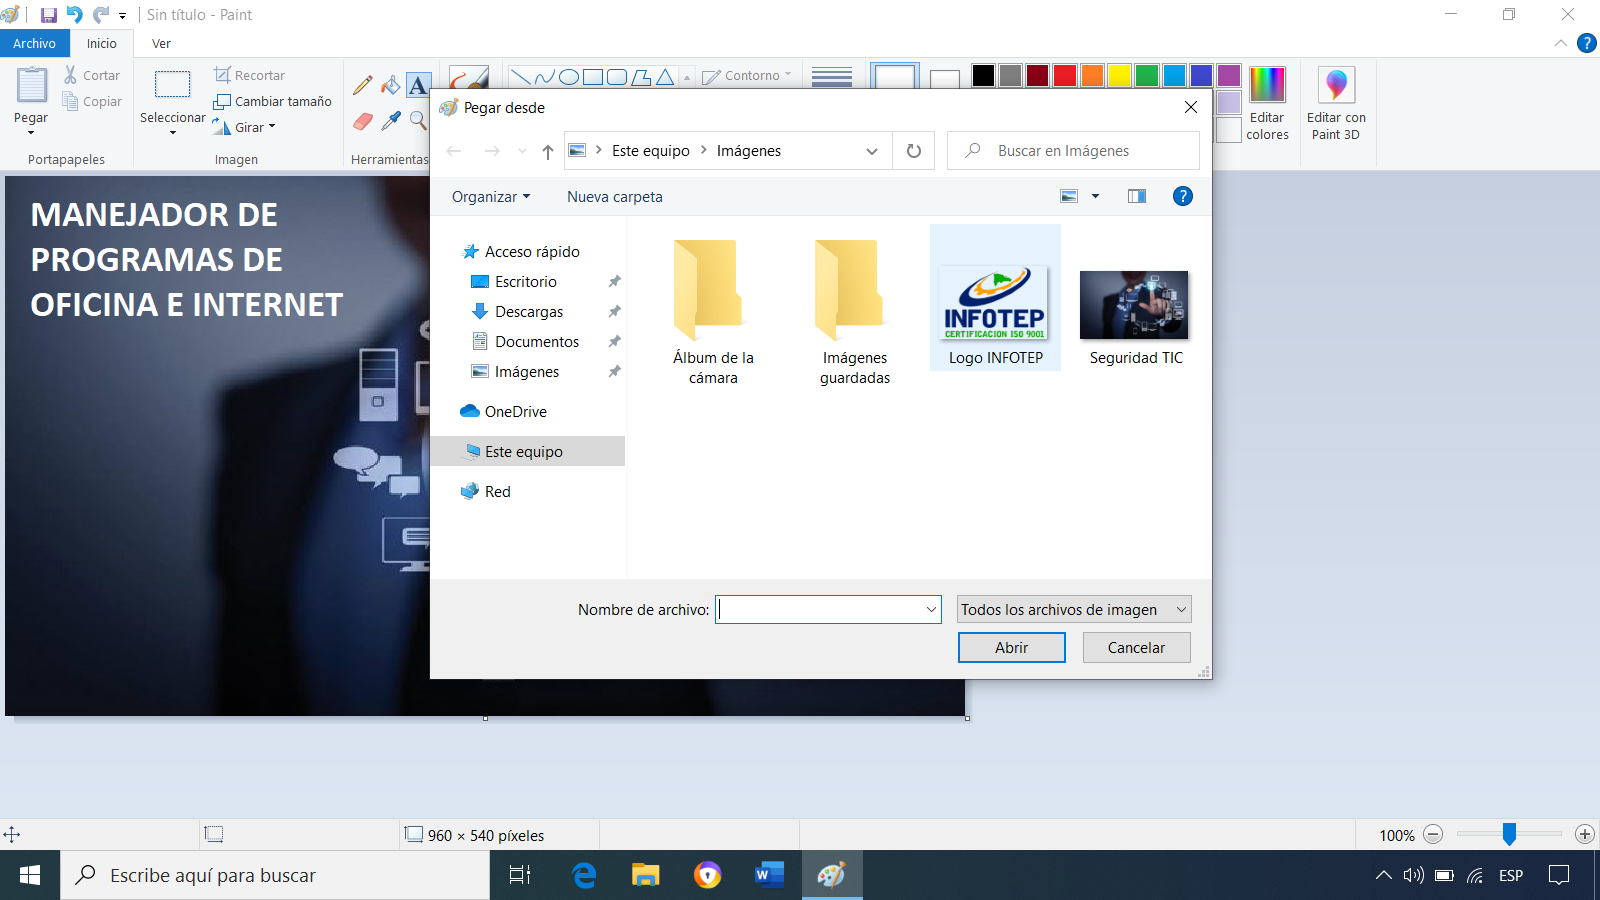 Sin título - Paint
Archivo
Inicio
Ver
Pegar
Cortar
Copiar
Portapapeles
Seleccionar
Recortar
Cambiar tamaño
Girar
Imagen
A
Herramientas
Contorno
Editar
colores
Editar con
Paint 3D
MANEJADOR DE
PROGRAMAS DE
OFICINA E INTERNET
Pegar desde
Este equipo
Imágenes
Buscar en Imágenes
Organizar
Nueva carpeta
Acceso rápido
Escritorio
Descargas
Documentos
Imágenes
OneDrive
Este equipo
Red
Álbum de la
cámara
Imágenes
guardadas
INFOTEP
CERTIFICACION ISO 9001
Logo INFOTEP
Seguridad TIC
Nombre de archivo:
Todos los archivos de imagen
Abrir
Cancelar
960 × 540 píxeles
100%
Escribe aquí para buscar
ESP